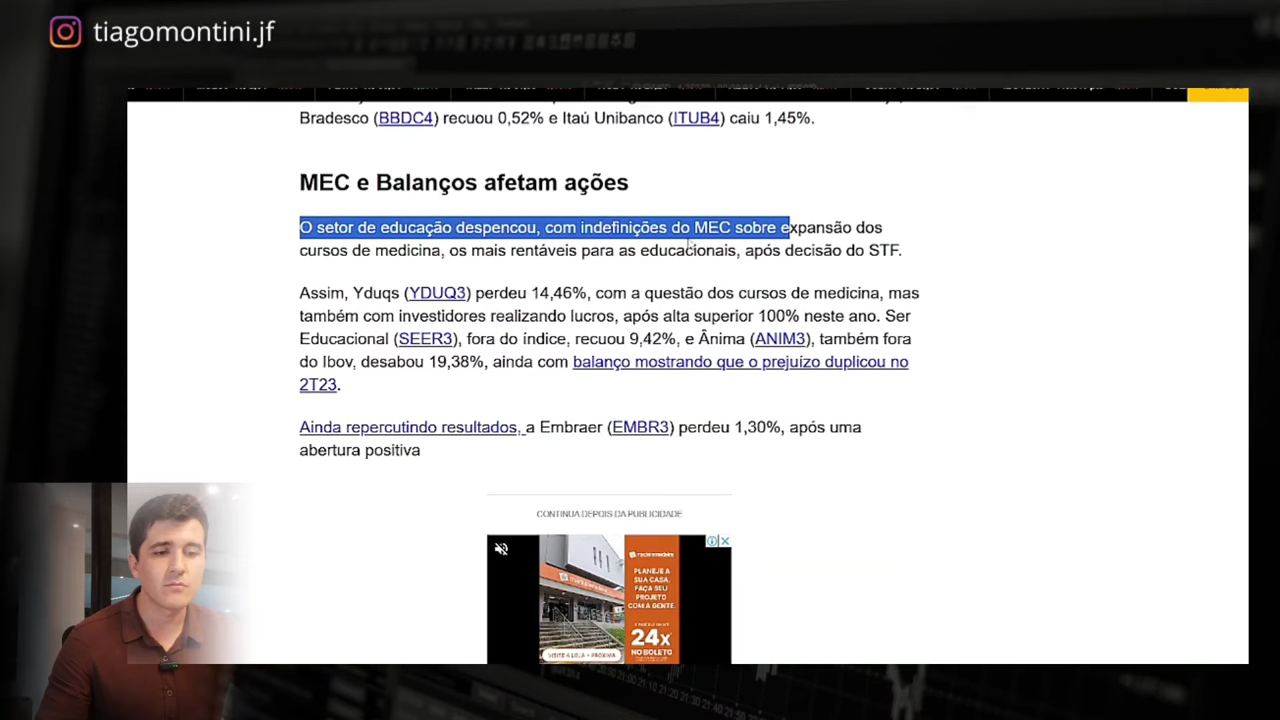 tiagomontini.jf
Bradesco (BBDC4) recuou 0,52% e Itaú Unibanco (ITUB4) caiu 1,45%.
MEC e Balanços afetam ações
O setor de educação despencou, com indefinições do MEC sobre expansão dos
cursos de medicina, os mais rentáveis para as educacionais, após decisão do STF.
Assim, Yduqs (YDUQ3) perdeu 14,46%, com a questão dos cursos de medicina, mas
também com investidores realizando lucros, após alta superior 100% neste ano. Ser
Educacional (SEER3), fora do índice, recuou 9,42%, e Ânima (ANIM3), também fora
do Ibov, desabou 19,38%, ainda com balanço mostrando que o prejuízo duplicou no
2T23.
Ainda repercutindo resultados, a Embraer (EMBR3) perdeu 1,30%, após uma
abertura positiva
CONTINUA DEPOIS DA PUBLICIDADE
PLANEJE A
SUA CASA,
FAÇA SEU
PROJETO
COM A GENTE.
24x
NO BOLETO
VISITE A LOJA + PRÓXIMA